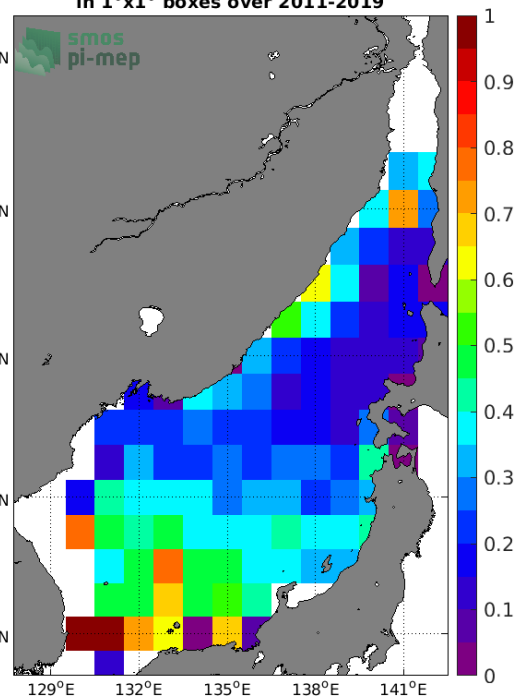 in 1°x1° boxes over 2011-2019
smos
pi-mep
N
N
N
N
N
129°E 132°E 135°E 138°E 141°E
1
0.9
0.8
0.7
0.6
0.5
0.4
0.3
0.2
0.1
0